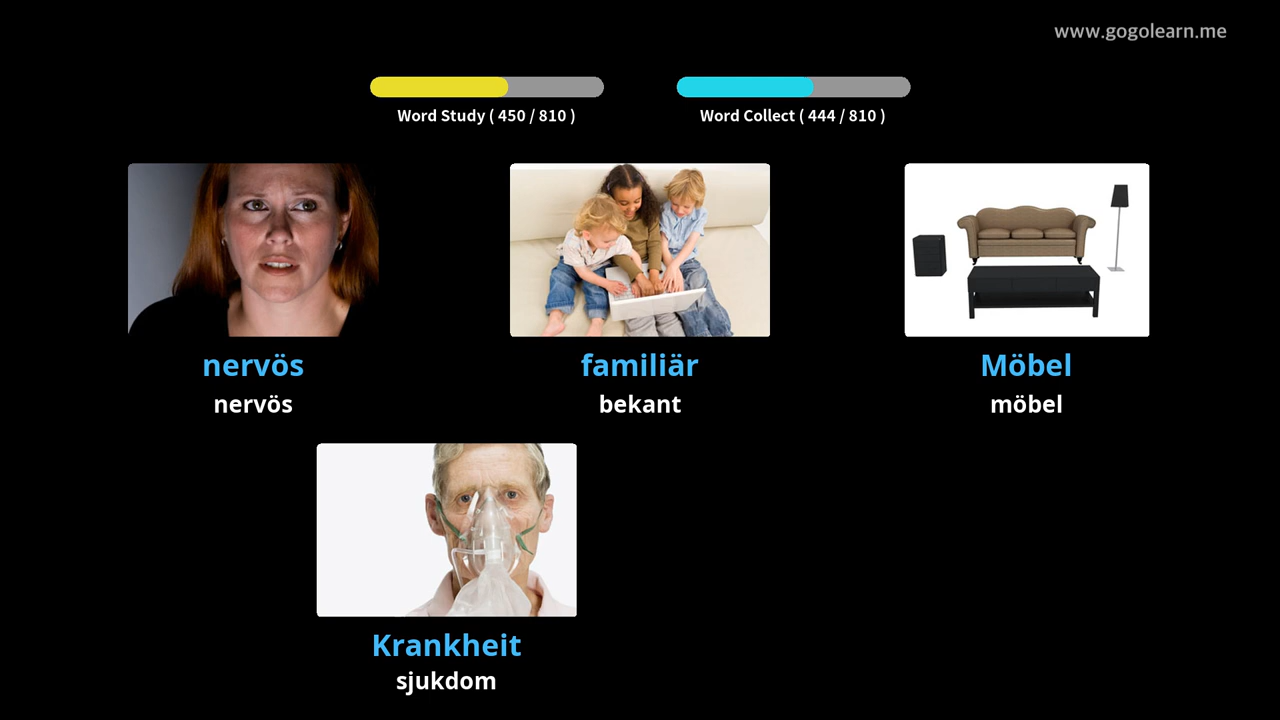 www.gogolearn.me
Word Study ( 450 / 810 )
Word Collect ( 444 / 810 )
nervös
nervös
familiär
bekant
Möbel
möbel
Krankheit
sjukdom